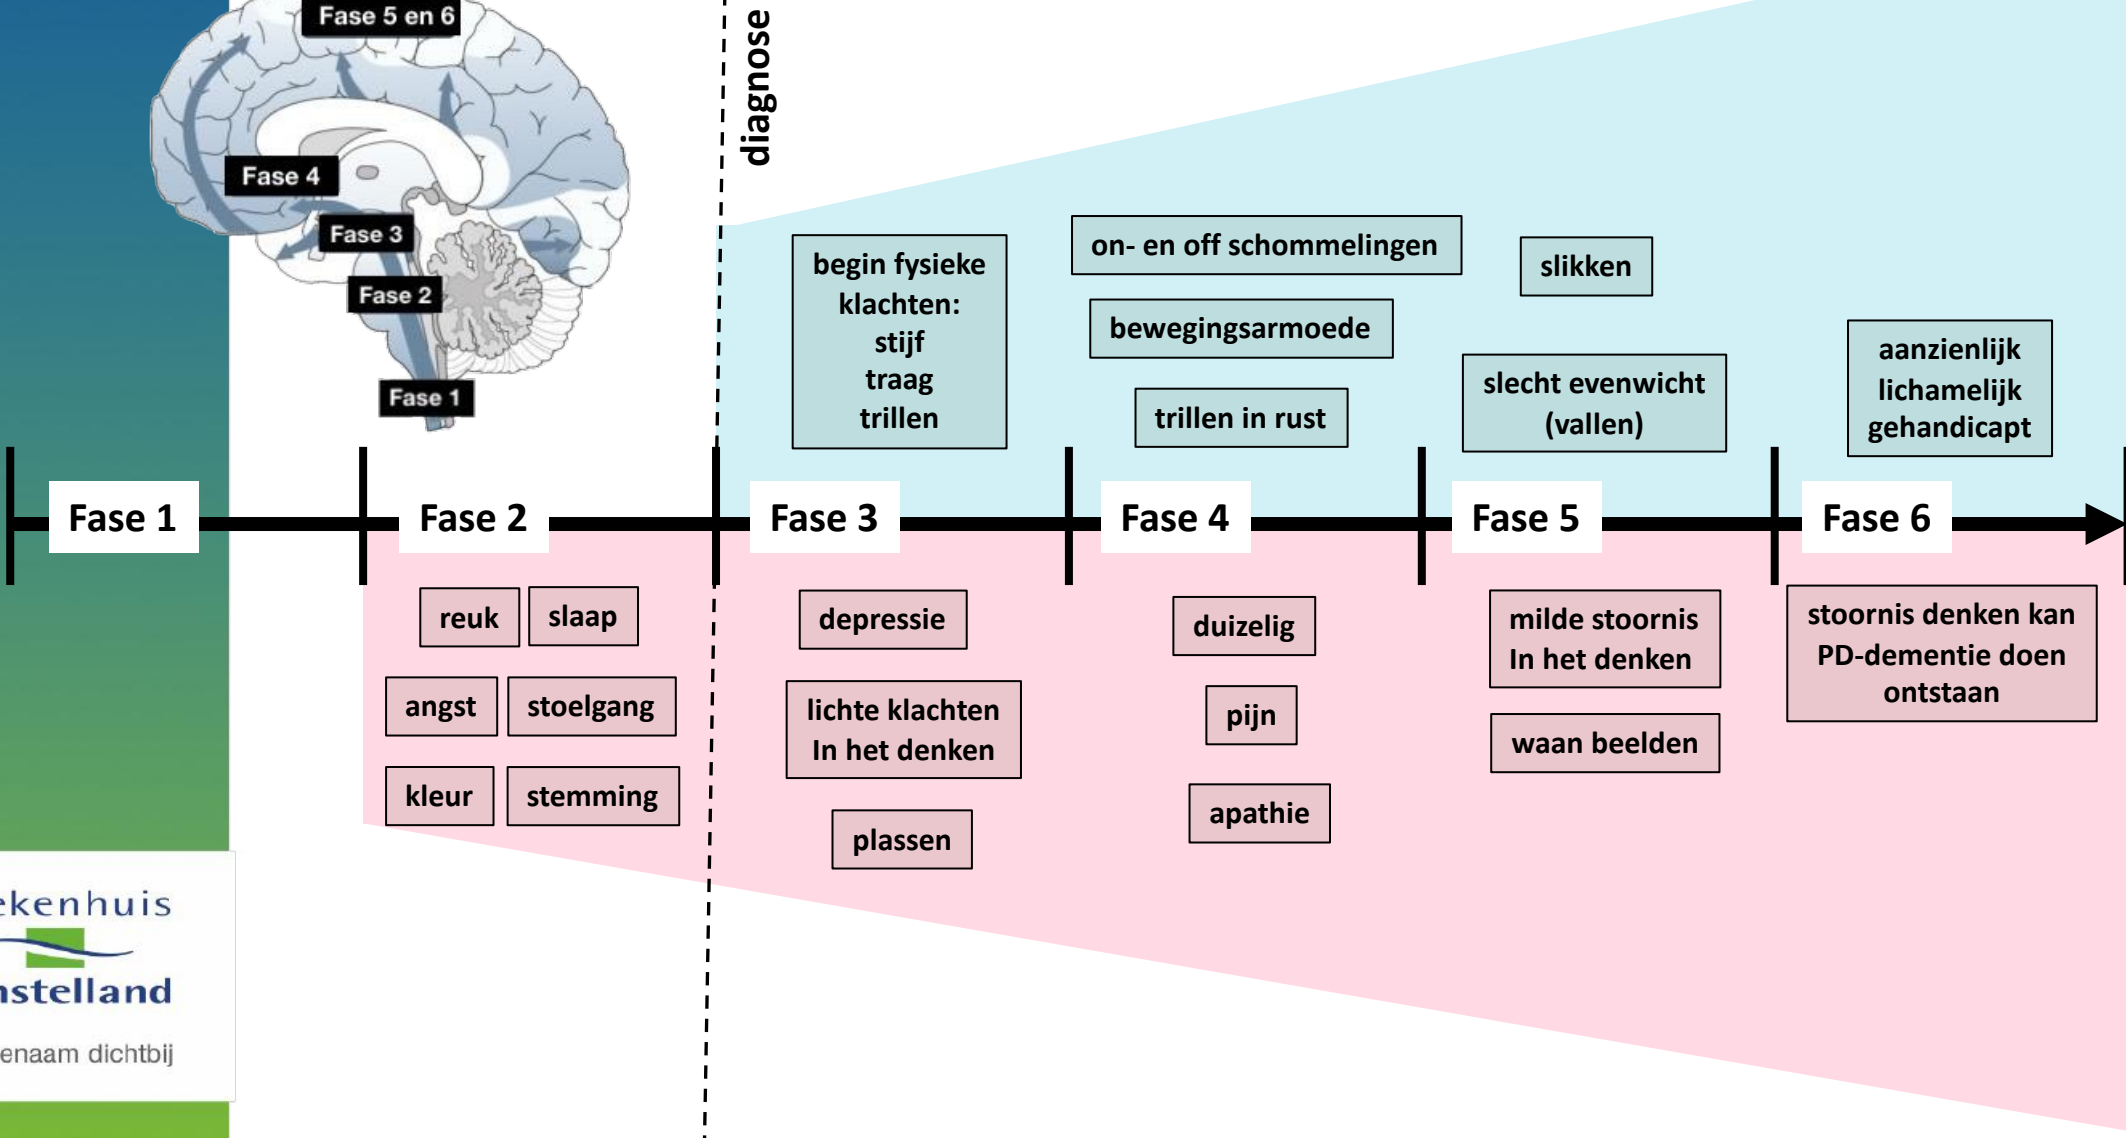 Fase 5 en 6
Fase 4
Fase 3
Fase 2
Fase 1
diagnose
begin fysieke
klachten:
stijf
traag
trillen
on- en off schommelingen
bewegingsarmoede
trillen in rust
slikken
slecht evenwicht
(vallen)
aanzienlijk
lichamelijk
gehandicapt
Fase 1
Fase 2
Fase 3
Fase 4
Fase 5
Fase 6
reuk
slaap
angst
stoelgang
kleur
stemming
depressie
lichte klachten
In het denken
plassen
duizelig
pijn
apathie
milde stoornis
In het denken
waan beelden
stoornis denken kan
PD-dementie doen
ontstaan
ekenhuis
nstelland
enaam dichtbij